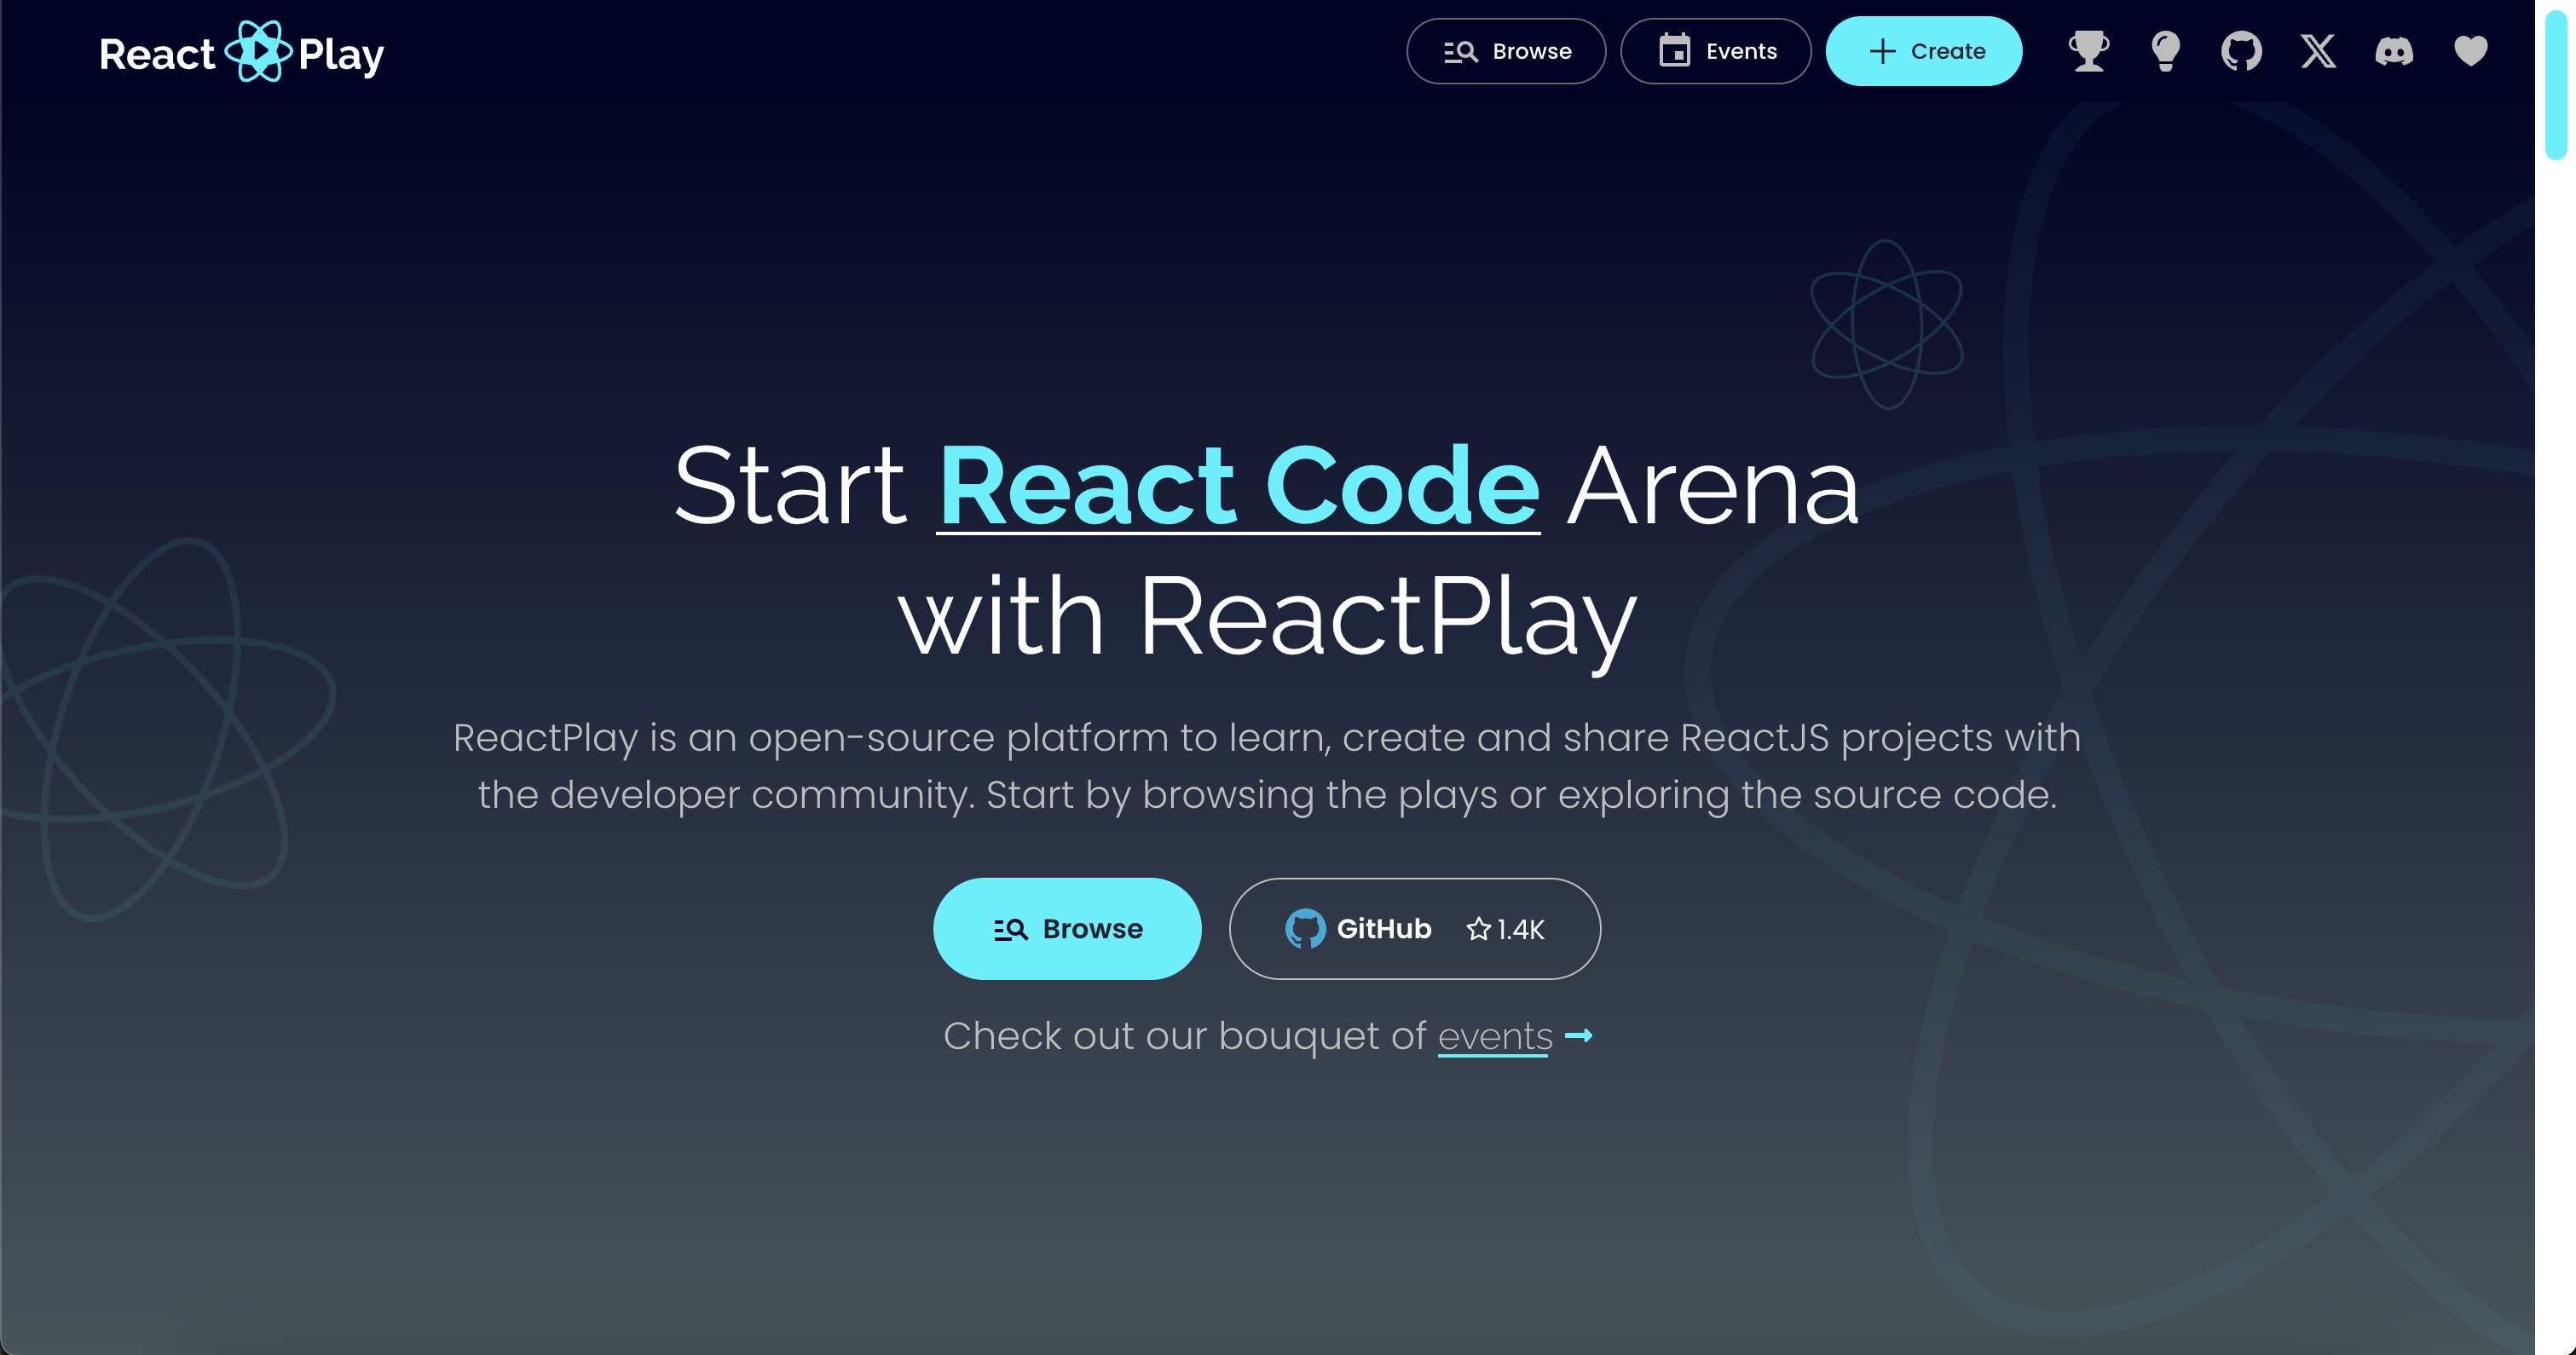 React Play
Browse
Events
Create
Start React Code Arena
with ReactPlay
ReactPlay is an open-source platform to learn, create and share ReactJS projects with
the developer community. Start by browsing the plays or exploring the source code.
Browse
GitHub 1.4K
Check out our bouquet of events